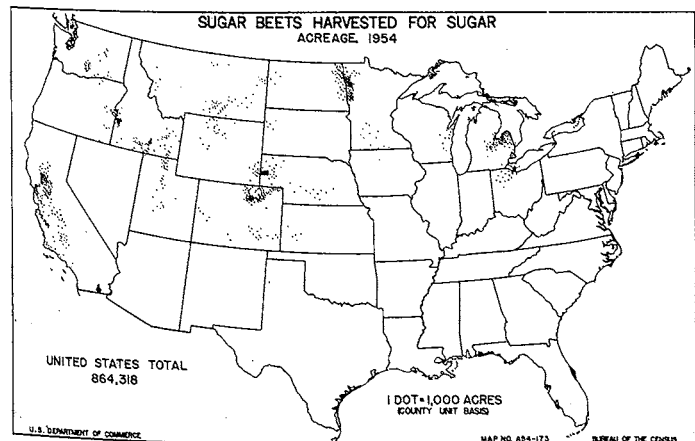 SUGAR BEETS HARVESTED FOR SUGAR
ACREAGE, 1954
UNITED STATES TOTAL
864,318
1 DOT=1,000 ACRES
(COUNTY UNIT BASIS)
U.S. DEPARTMENT OF COMMERCE
MAP NO. A54-173
BUREAU OF THE CENSUS